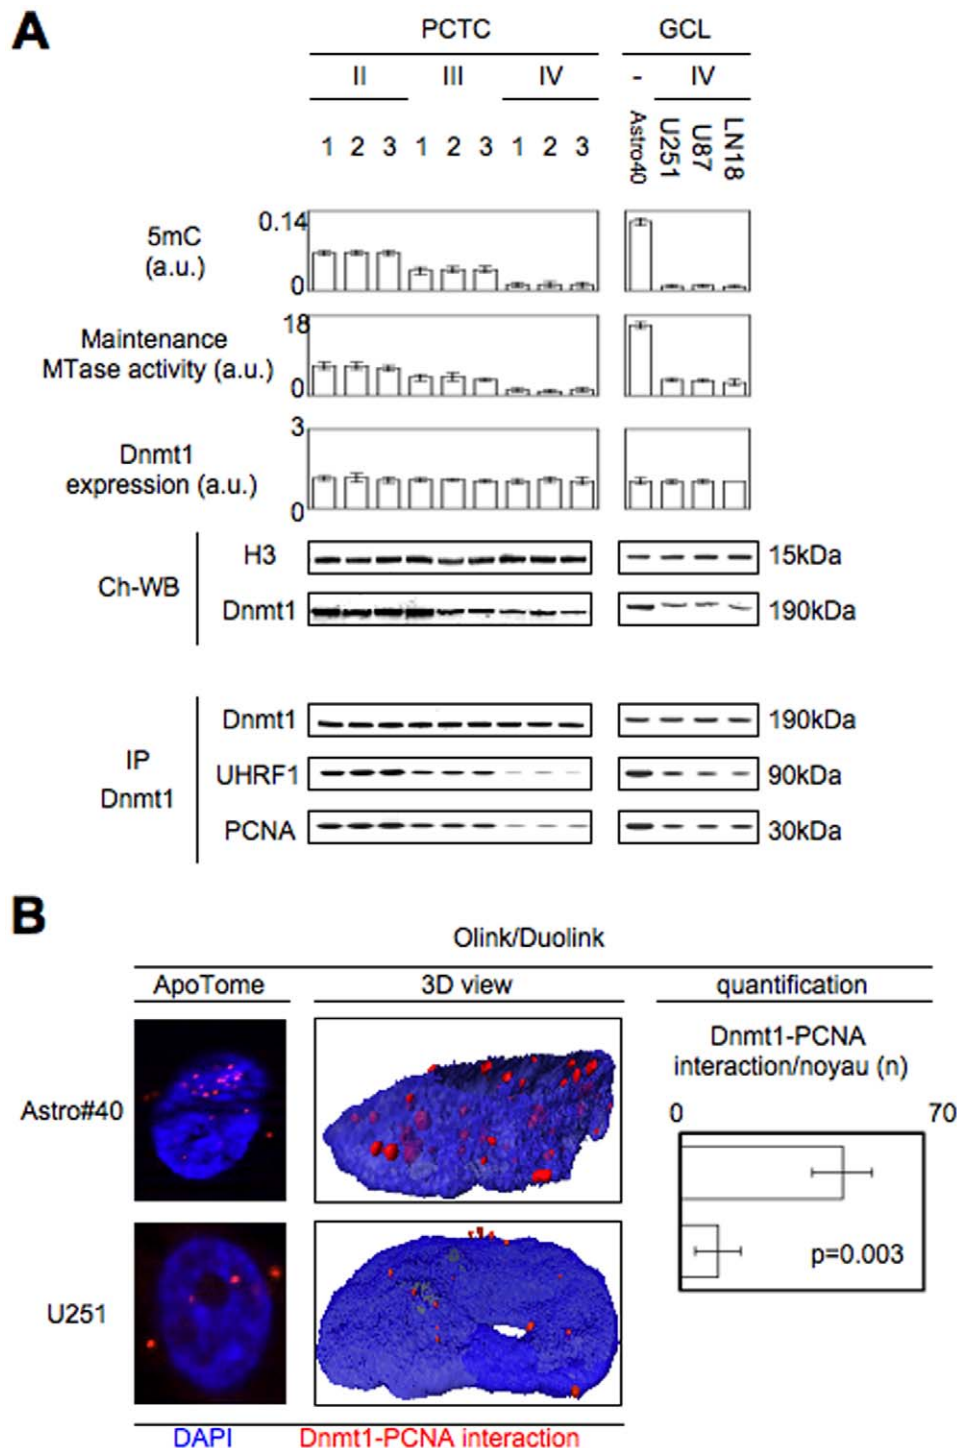 A
PCTC GCL
II III IV - IV
1 2 3 1 2 3 1 2 3 Astro40 U251 U87 LN18
0.14
5mC
(a.u.)
0
18
Maintenance
MTase activity (a.u.)
0
3
Dnmt1
expression (a.u.)
0
H3 15kDa
Ch-WB
Dnmt1 190kDa
Dnmt1 190kDa
IP
Dnmt1
UHRF1 90kDa
PCNA 30kDa
B
Olink/Duolink
ApoTome 3D view quantification
Dnmt1-PCNA
interaction/noyau (n)
0 70
Astro#40
p=0.003
U251
DAPI Dnmt1-PCNA interaction